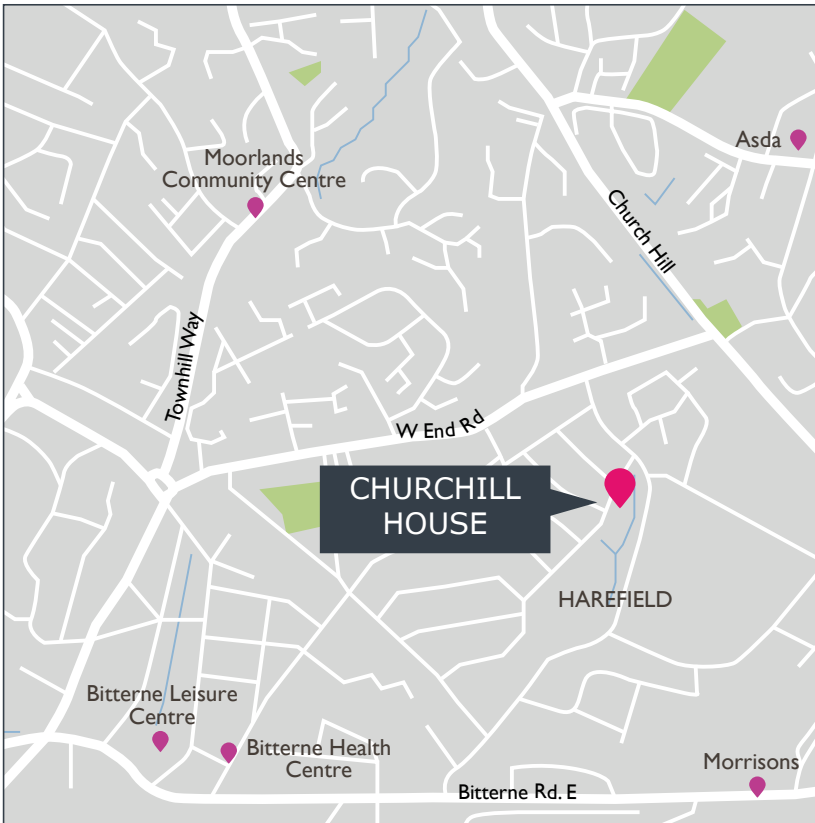 Asda
Moorlands
Community Centre
Church Hill
Townhill Way
W End Rd
CHURCHILL
HOUSE
HAREFIELD
Bitterne Leisure
Centre
Bitterne Health
Centre
Morrisons
Bitterne Rd. E